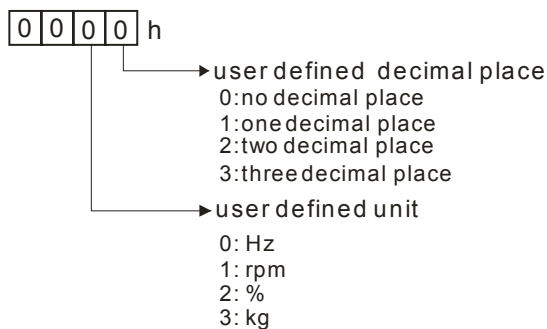 0 0 0 0 h
user defined decimal place
0:no decimal place
1:one decimal place
2:two decimal place
3:three decimal place
user defined unit
0: Hz
1: rpm
2: %
3: kg